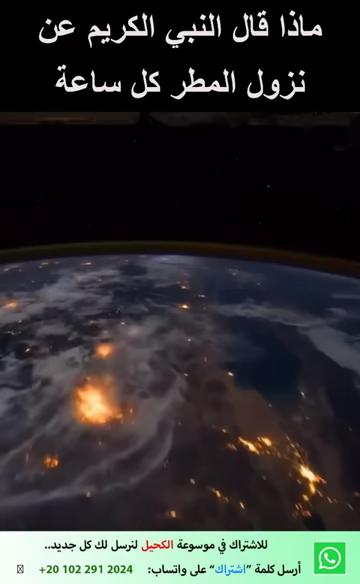 ماذا قال النبي الكريم عن
نزول المطر كل ساعة
للاشتراك في موسوعة الكحيل لنرسل لك كل جديد..
أرسل كلمة "اشتراك" على واتساب: +20 102 291 2024